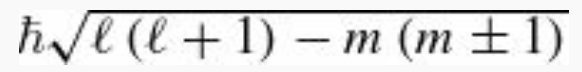 ℏ√ℓ (ℓ + 1) − m (m ± 1)